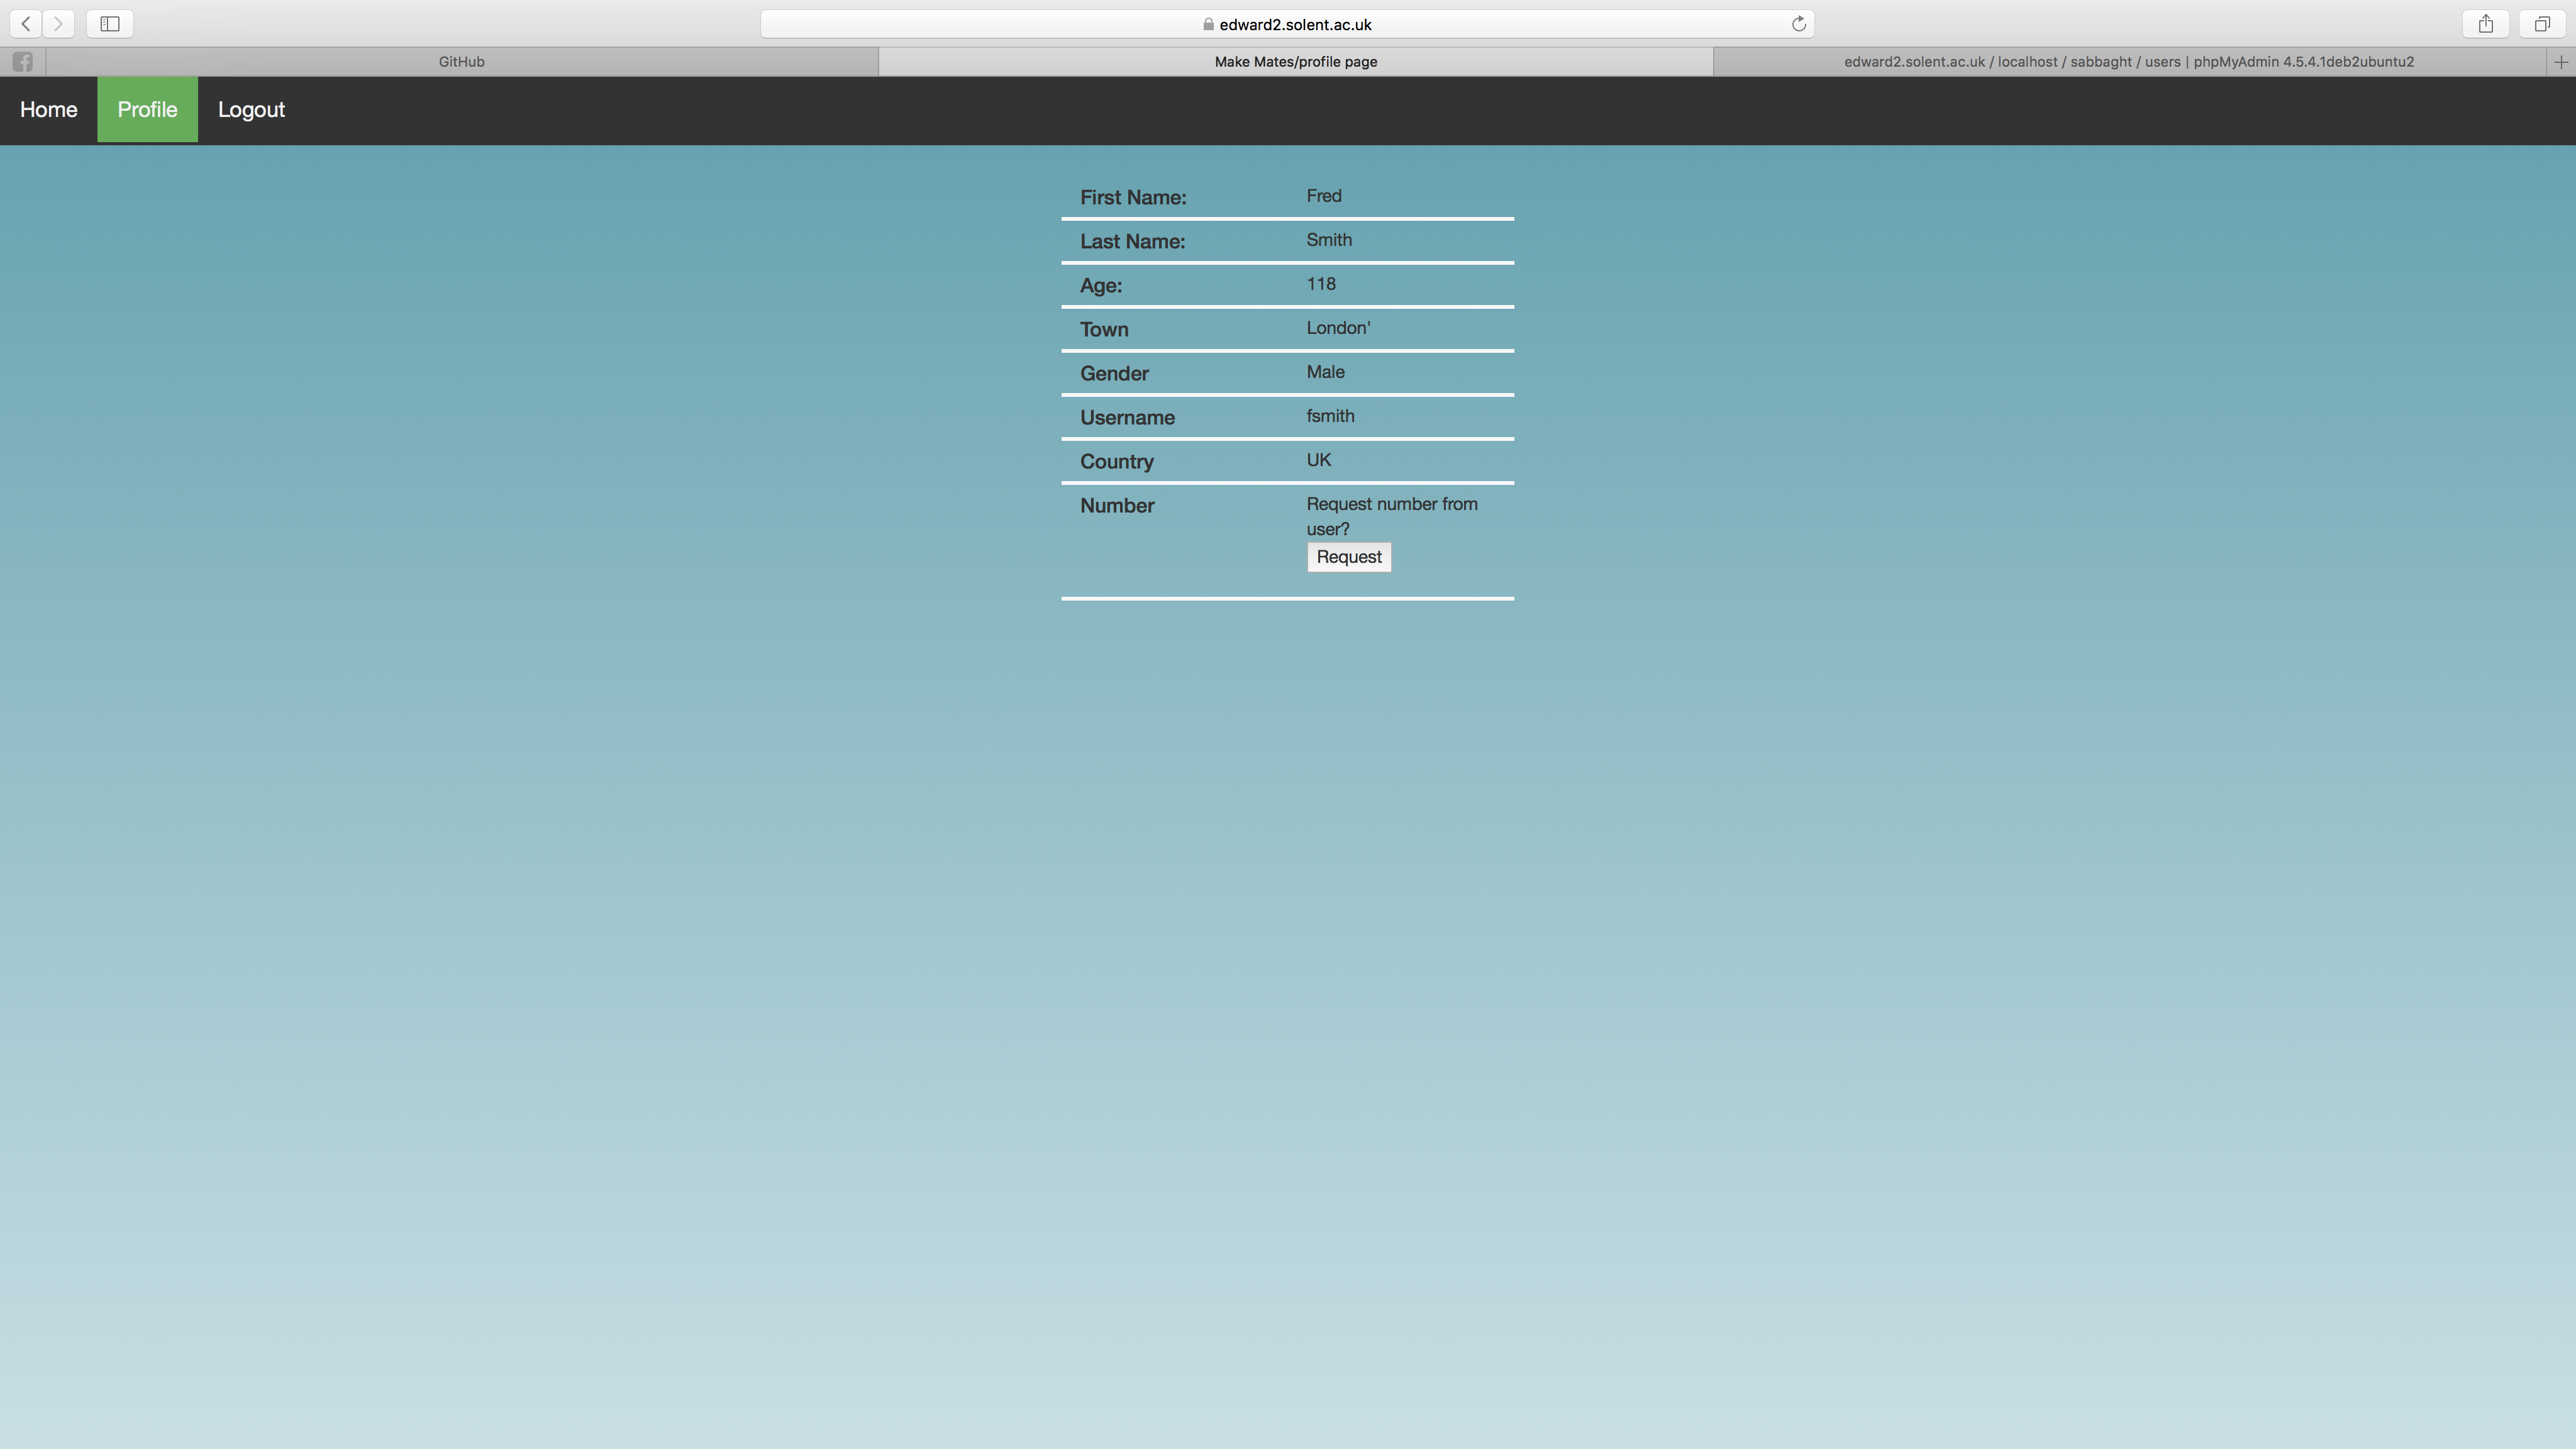 edward2.solent.ac.uk
GitHub
Make Mates/profile page
edward2.solent.ac.uk / localhost / sabbaght / users | phpMyAdmin 4.5.4.1deb2ubuntu2
Home Profile Logout
First Name: Fred
Last Name: Smith
Age: 118
Town London'
Gender Male
Username fsmith
Country UK
Number Request number from
user?
Request